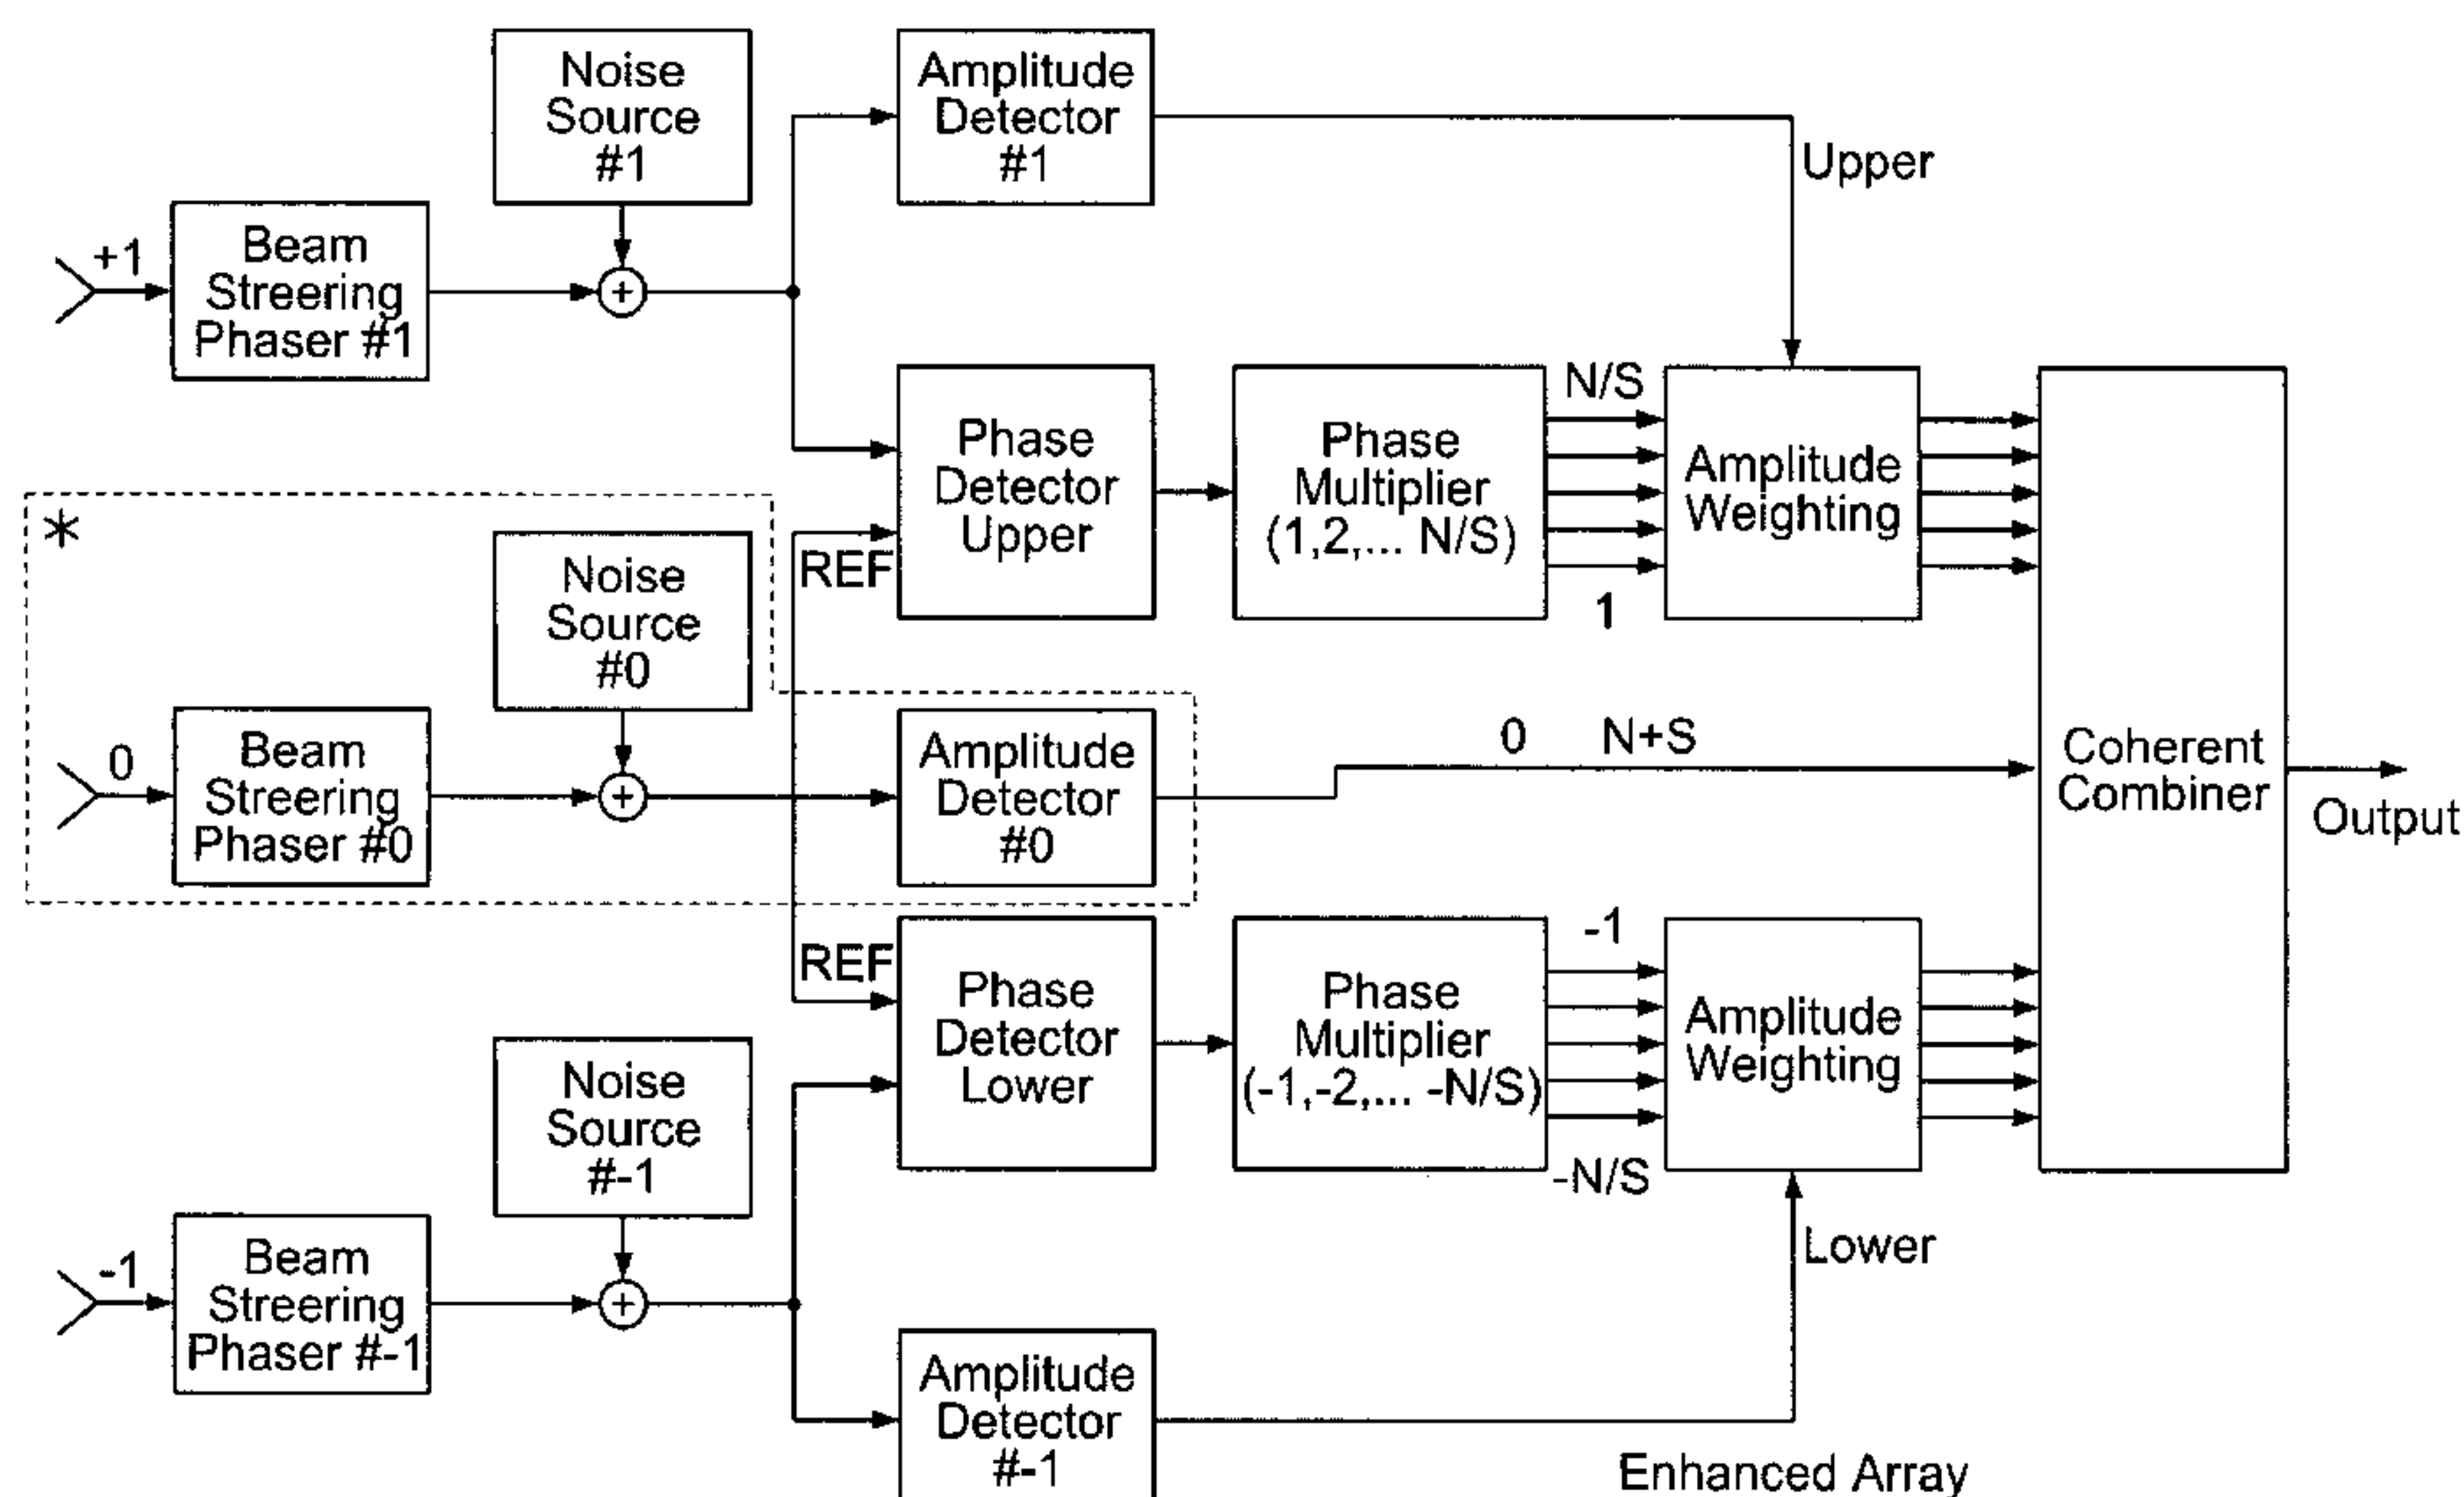 Noise
Source
#1
Amplitude
Detector
#1
Upper
+1
Beam
Streering
Phaser #1
Phase
Detector
Upper
REF
Phase
Multiplier
(1,2,... N/S)
N/S
1
Amplitude
Weighting
*
Noise
Source
#0
0
Beam
Streering
Phaser #0
Amplitude
Detector
#0
0 N+S
Coherent
Combiner
Output
REF
Phase
Detector
Lower
Phase
Multiplier
(-1,-2,... -N/S)
-1
-N/S
Amplitude
Weighting
Lower
Noise
Source
#-1
-1
Beam
Streering
Phaser #-1
Amplitude
Detector
#-1
Enhanced Array